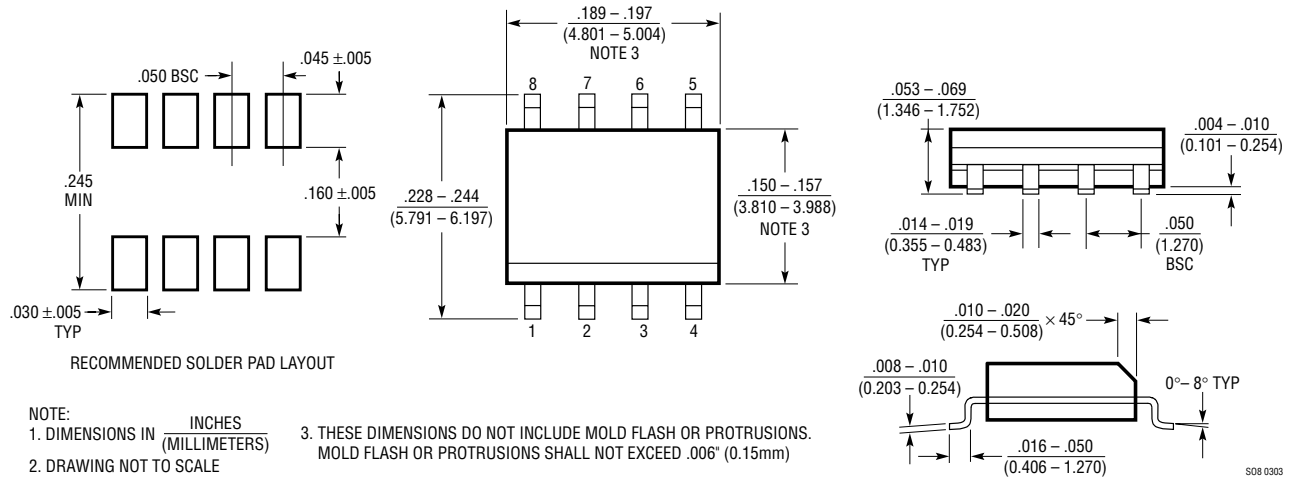 .050 BSC
.045 ±.005
.245
MIN
.160 ±.005
.030 ±.005
TYP
RECOMMENDED SOLDER PAD LAYOUT
.189 – .197
(4.801 – 5.004)
NOTE 3
8
7
6
5
.228 – .244
(5.791 – 6.197)
.150 – .157
(3.810 – 3.988)
NOTE 3
1
2
3
4
.053 – .069
(1.346 – 1.752)
.004 – .010
(0.101 – 0.254)
.014 – .019
(0.355 – 0.483)
TYP
.050
(1.270)
BSC
.010 – .020
(0.254 – 0.508)
× 45°
.008 – .010
(0.203 – 0.254)
0°– 8° TYP
.016 – .050
(0.406 – 1.270)
NOTE:
1. DIMENSIONS IN
INCHES
(MILLIMETERS)
2. DRAWING NOT TO SCALE
3. THESE DIMENSIONS DO NOT INCLUDE MOLD FLASH OR PROTRUSIONS.
MOLD FLASH OR PROTRUSIONS SHALL NOT EXCEED .006" (0.15mm)
SO8 0303